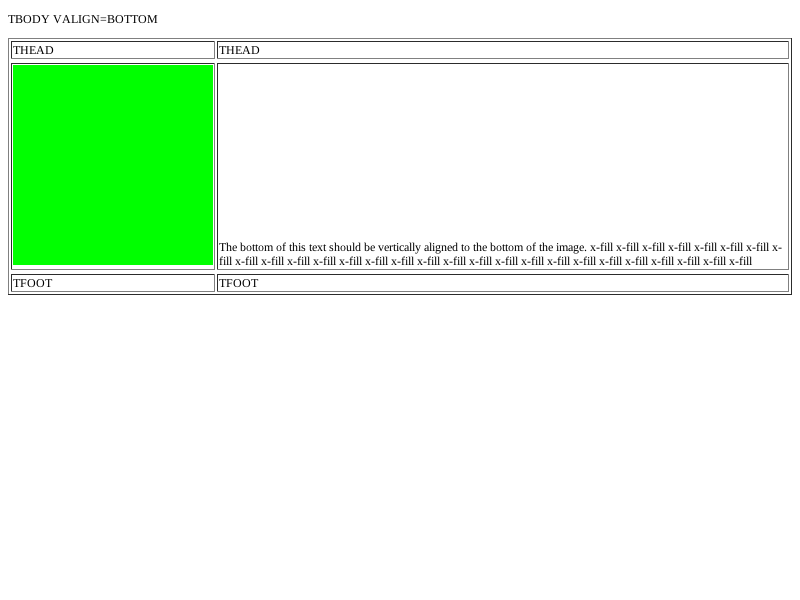 TBODY VALIGN=BOTTOM
THEAD THEAD
The bottom of this text should be vertically aligned to the bottom of the image. x-fill x-fill x-fill x-fill x-fill x-fill x-fill x-
fill x-fill x-fill x-fill x-fill x-fill x-fill x-fill x-fill x-fill x-fill x-fill x-fill x-fill x-fill x-fill x-fill x-fill x-fill x-fill x-fill
TFOOT TFOOT